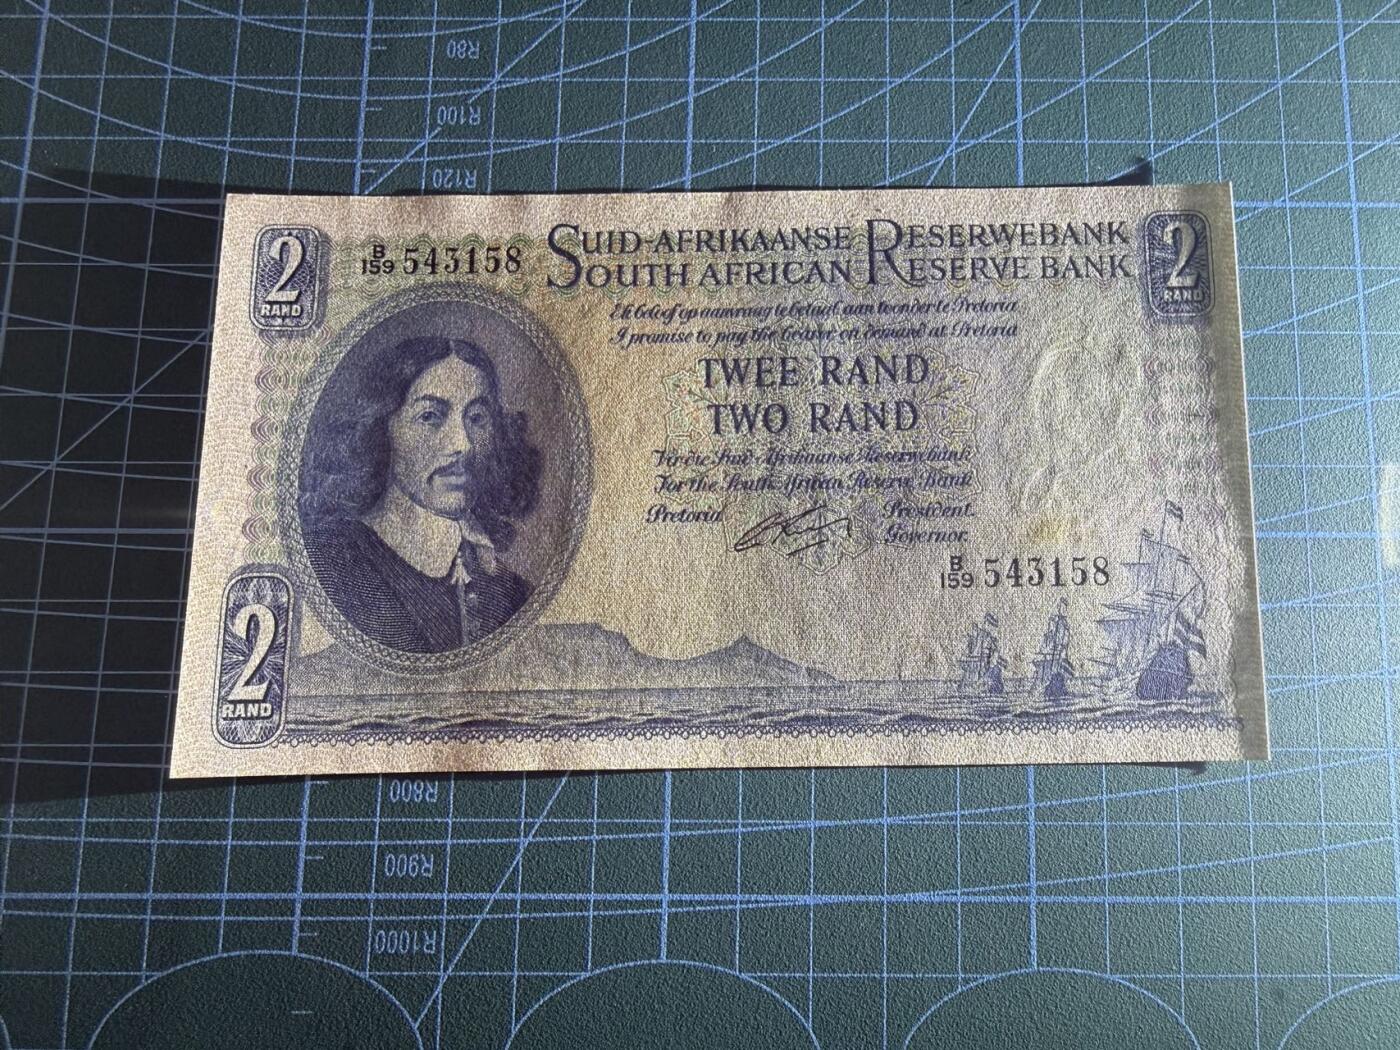 R80
R100
R120
2
RAND
B
159 543158
SUID-AFRIKAANSE RESERWEBANK
SOUTH AFRICAN RESERVE BANK
2
RAND
Ek beloof op aanvraag te betaal aan toonder te Pretoria
I promise to pay the bearer on demand at Pretoria
TWEE RAND
TWO RAND
Vir die Suid-Afrikaanse Reserwebank
For the South African Reserve Bank
Pretoria
President.
Governor.
B
159 543158
2
RAND
R800
R900
R1000